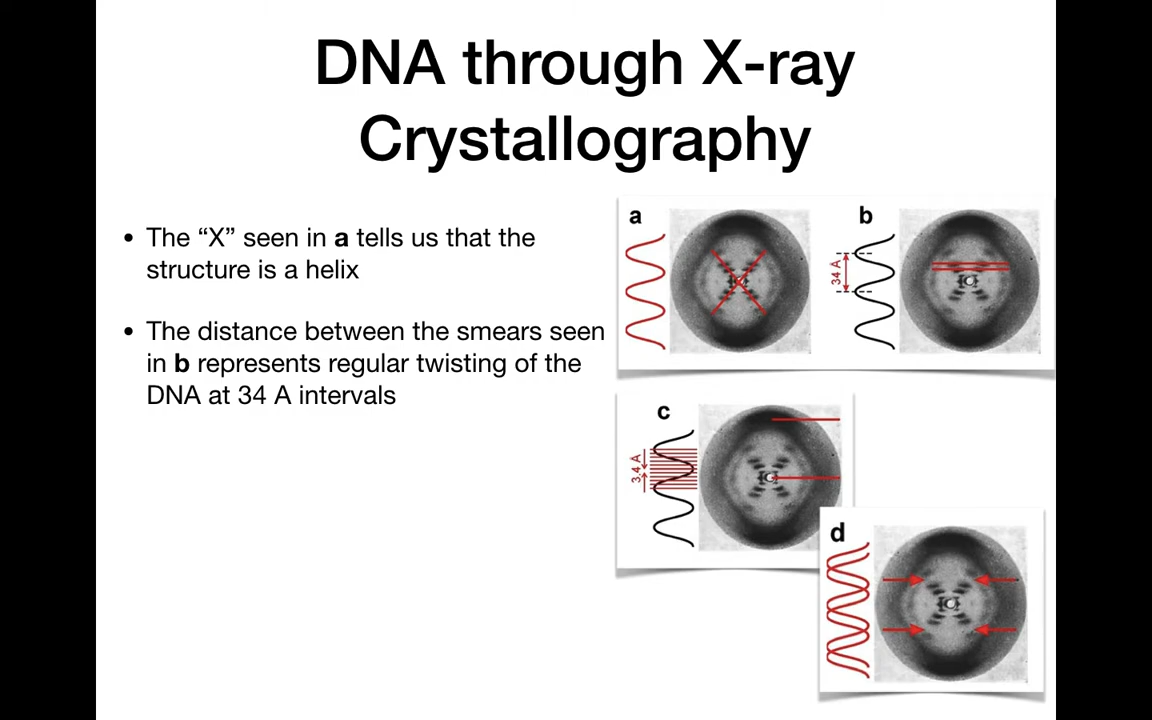 DNA through X-ray
Crystallography
• The “X” seen in a tells us that the
structure is a helix
• The distance between the smears seen
in b represents regular twisting of the
DNA at 34 A intervals
a
b
34 A
c
3.4 A
d